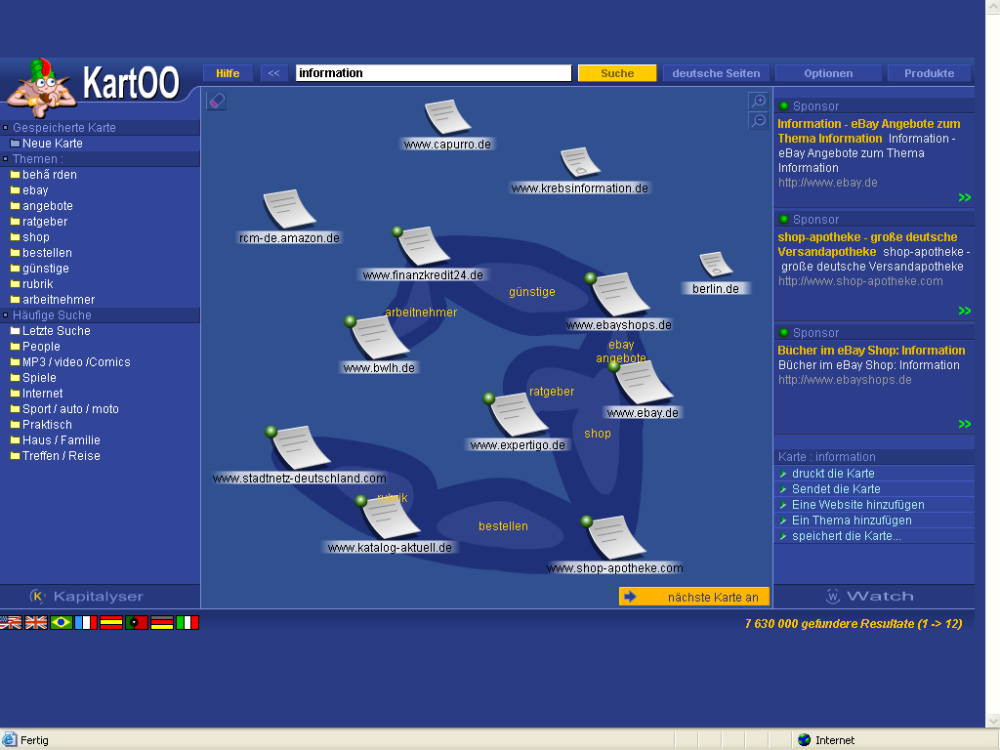 KartOO
Hilfe
<<
information
Suche
deutsche Seiten
Optionen
Produkte
Gespeicherte Karte
Neue Karte
Themen :
behã rden
ebay
angebote
ratgeber
shop
bestellen
günstige
rubrik
arbeitnehmer
Häufige Suche
Letzte Suche
People
MP3 / video /Comics
Spiele
Internet
Sport / auto / moto
Praktisch
Haus / Familie
Treffen / Reise
Kapitalyser
www.capurro.de
www.krebsinformation.de
rcm-de.amazon.de
www.finanzkredit24.de
berlin.de
günstige
arbeitnehmer
www.ebayshops.de
www.bwlh.de
ebay
angebote
ratgeber
www.ebay.de
shop
www.expertigo.de
www.stadtnetz-deutschland.com
rubrik
bestellen
www.katalog-aktuell.de
www.shop-apotheke.com
nächste Karte an
Sponsor
Information - eBay Angebote zum
Thema Information Information -
eBay Angebote zum Thema
Information
http://www.ebay.de
>>
Sponsor
shop-apotheke - große deutsche
Versandapotheke shop-apotheke -
große deutsche Versandapotheke
http://www.shop-apotheke.com
>>
Sponsor
Bücher im eBay Shop: Information
Bücher im eBay Shop: Information
http://www.ebayshops.de
>>
Karte : information
druckt die Karte
Sendet die Karte
Eine Website hinzufügen
Ein Thema hinzufügen
speichert die Karte...
Watch
7 630 000 gefundere Resultate (1 -> 12)
Fertig
Internet